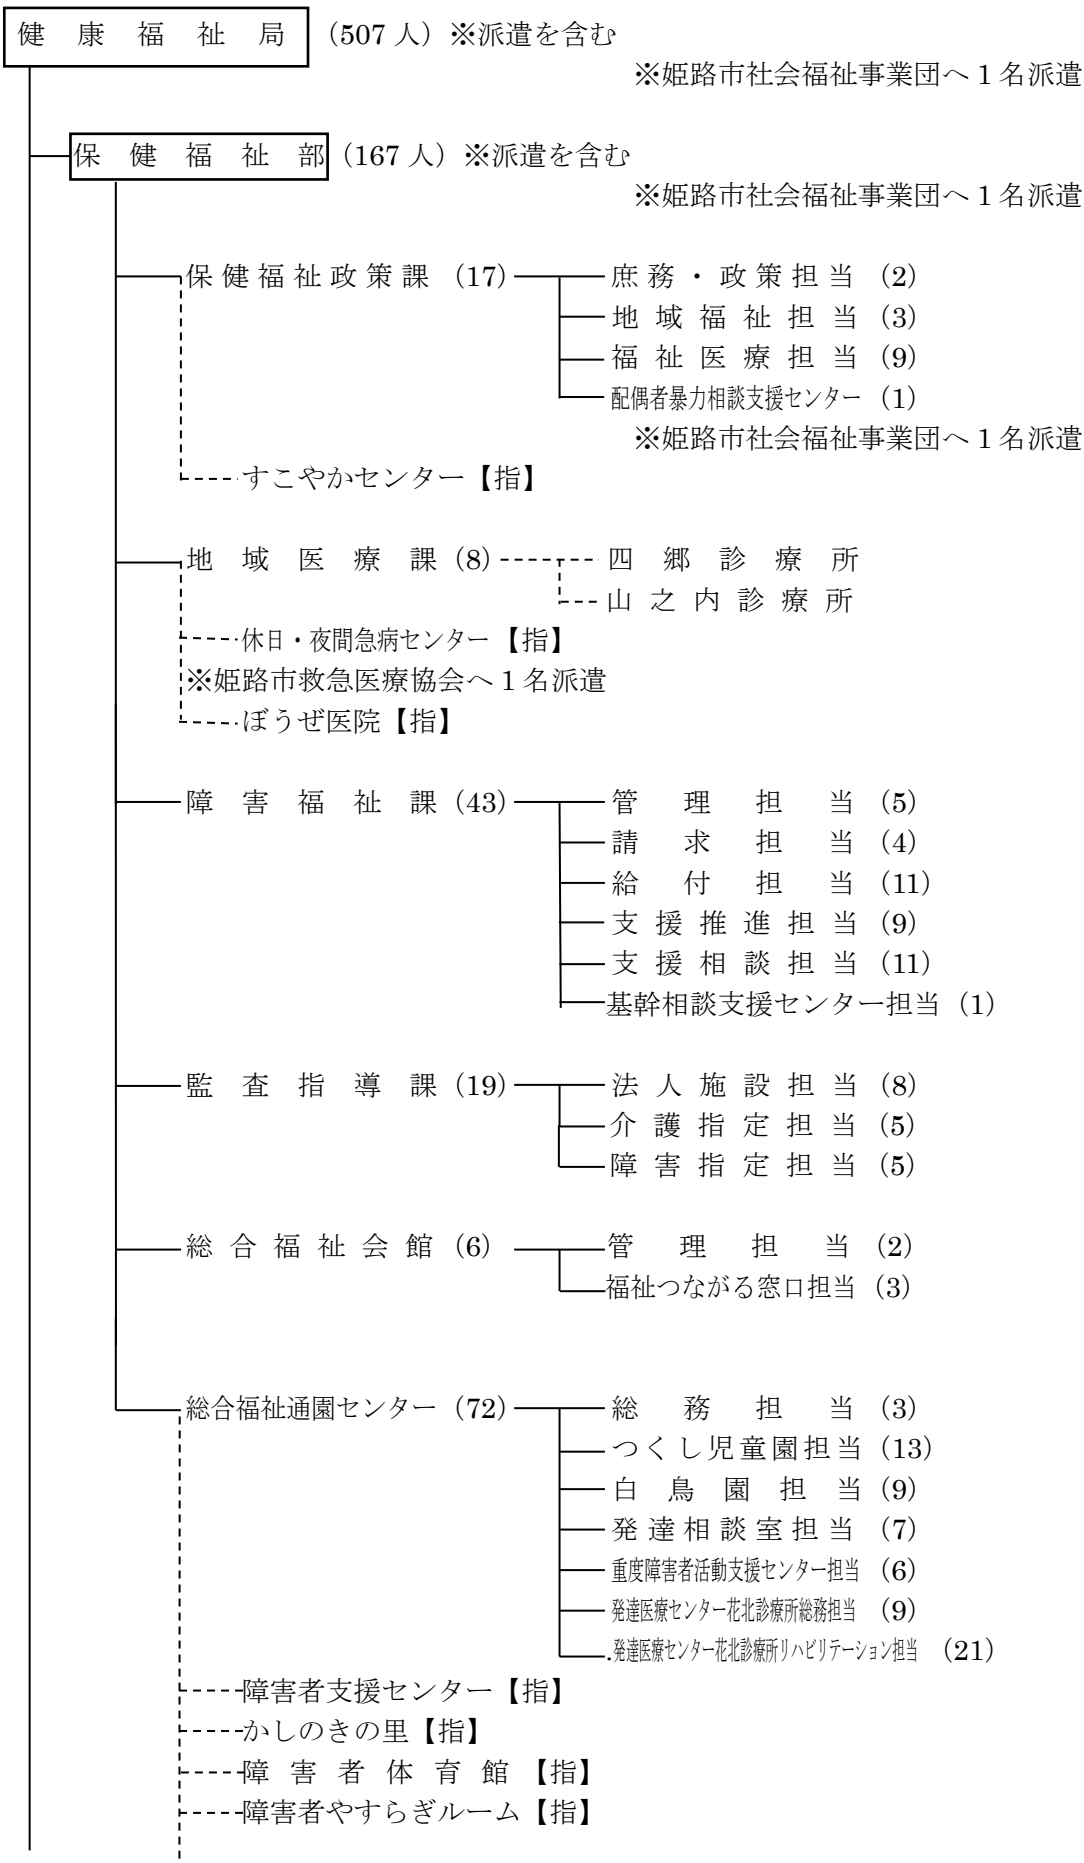 健康福祉局（507人）※派遣を含む
※姫路市社会福祉事業団へ1名派遣
保健福祉部（167人）※派遣を含む
※姫路市社会福祉事業団へ1名派遣
保健福祉政策課（17） 庶務・政策担当（2）
地域福祉担当（3）
福祉医療担当（9）
配偶者暴力相談支援センター（1）
※姫路市社会福祉事業団へ1名派遣
すこやかセンター【指】
地域医療課（8） 四郷診療所
山之内診療所
休日・夜間急病センター【指】
※姫路市救急医療協会へ1名派遣
ぼうぜ医院【指】
障害福祉課（43） 管理担当（5）
請求担当（4）
給付担当（11）
支援推進担当（9）
支援相談担当（11）
基幹相談支援センター担当（1）
監査指導課（19） 法人施設担当（8）
介護指定担当（5）
障害指定担当（5）
総合福祉会館（6） 管理担当（2）
福祉つながる窓口担当（3）
総合福祉通園センター（72） 総務担当（3）
つくし児童園担当（13）
白鳥園担当（9）
発達相談室担当（7）
重度障害者活動支援センター担当（6）
発達医療センター花北診療所総務担当（9）
発達医療センター花北診療所リハビリテーション担当（21）
障害者支援センター【指】
かしのきの里【指】
障害者体育館【指】
障害者やすらぎルーム【指】